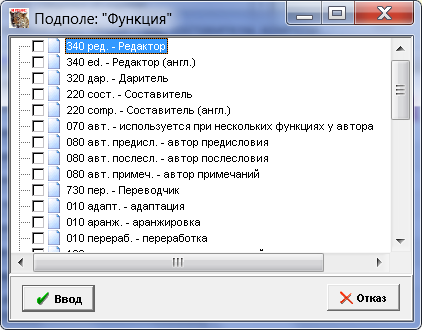 Подполе: "Функция"
340 ред. - Редактор
340 ed. - Редактор (англ.)
320 дар. - Даритель
220 сост. - Составитель
220 comp. - Составитель (англ.)
070 авт. - используется при нескольких функциях у автора
080 авт. предисл. - автор предисловия
080 авт. послесл. - автор послесловия
080 авт. примеч. - автор примечаний
730 пер. - Переводчик
010 адапт. - адаптация
010 аранж. - аранжировка
010 перераб. - переработка
Ввод
Отказ